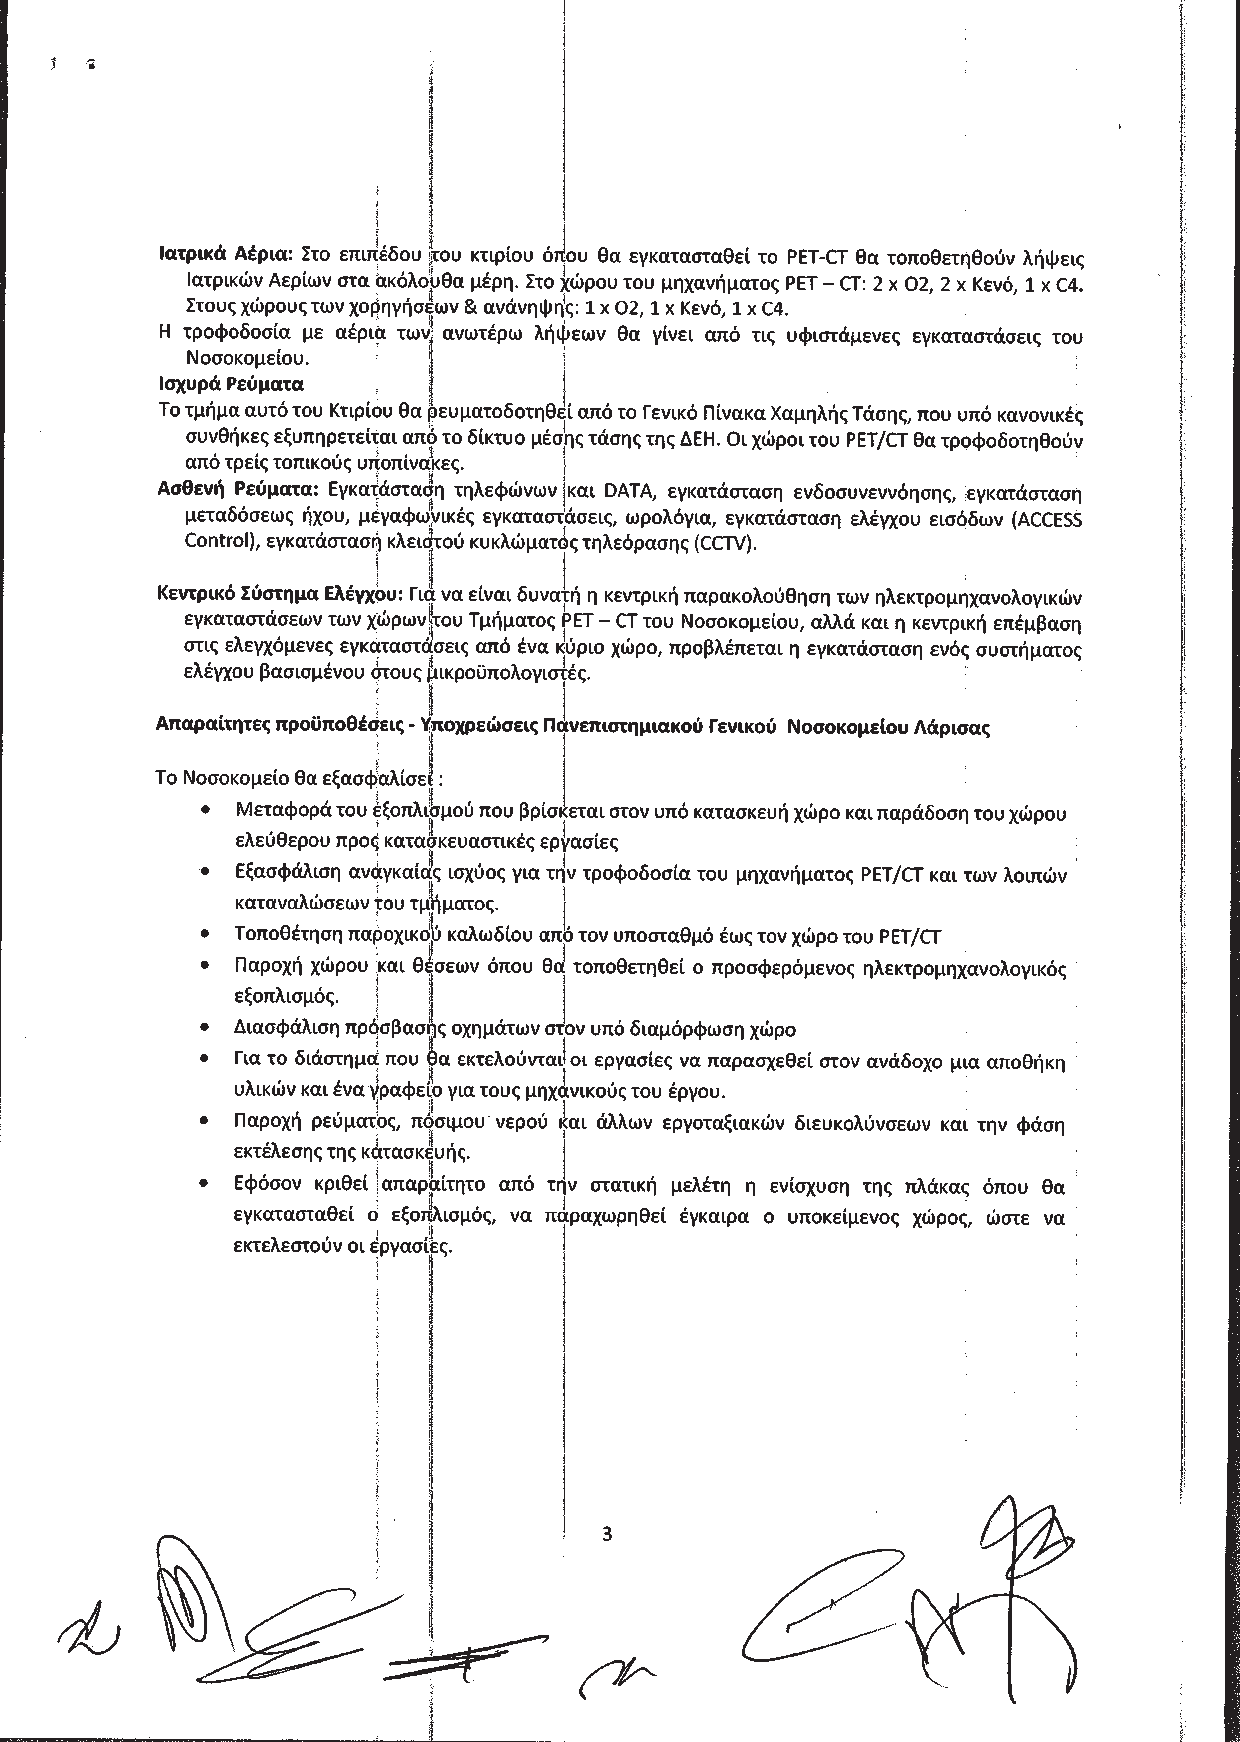 Ιατρικά Αέρια: Στο επιπέδου του κτιρίου όπου θα εγκατασταθεί το PET-CT θα τοποθετηθούν λήψεις
Ιατρικών Αερίων στα ακόλουθα μέρη. Στο χώρου του μηχανήματος PET – CT: 2 x O2, 2 x Κενό, 1 x C4.
Στους χώρους των χορηγήσεων & ανάνηψης: 1 x O2, 1 x Κενό, 1 x C4.
Η τροφοδοσία με αέρια των ανωτέρω λήψεων θα γίνει από τις υφιστάμενες εγκαταστάσεις του
Νοσοκομείου.
Ισχυρά Ρεύματα
Το τμήμα αυτό του Κτιρίου θα ρευματοδοτηθεί από το Γενικό Πίνακα Χαμηλής Τάσης, που υπό κανονικές
συνθήκες εξυπηρετείται από το δίκτυο μέσης τάσης της ΔΕΗ. Οι χώροι του PET/CT θα τροφοδοτηθούν
από τρείς τοπικούς υποπίνακες.
Ασθενή Ρεύματα: Εγκατάσταση τηλεφώνων και DATA, εγκατάσταση ενδοσυνεννόησης, εγκατάσταση
μεταδόσεως ήχου, μεγαφωνικές εγκαταστάσεις, ωρολόγια, εγκατάσταση ελέγχου εισόδων (ACCESS
Control), εγκατάσταση κλειστού κυκλώματος τηλεόρασης (CCTV).
Κεντρικό Σύστημα Ελέγχου: Για να είναι δυνατή η κεντρική παρακολούθηση των ηλεκτρομηχανολογικών
εγκαταστάσεων των χώρων του Τμήματος PET – CT του Νοσοκομείου, αλλά και η κεντρική επέμβαση
στις ελεγχόμενες εγκαταστάσεις από ένα κύριο χώρο, προβλέπεται η εγκατάσταση ενός συστήματος
ελέγχου βασισμένου στους μικροϋπολογιστές.
Απαραίτητες προϋποθέσεις - Υποχρεώσεις Πανεπιστημιακού Γενικού Νοσοκομείου Λάρισας
Το Νοσοκομείο θα εξασφαλίσει :
• Μεταφορά του εξοπλισμού που βρίσκεται στον υπό κατασκευή χώρο και παράδοση του χώρου
ελεύθερου προς κατασκευαστικές εργασίες
• Εξασφάλιση αναγκαίας ισχύος για την τροφοδοσία του μηχανήματος PET/CT και των λοιπών
καταναλώσεων του τμήματος.
• Τοποθέτηση παροχικού καλωδίου από τον υποσταθμό έως τον χώρο του PET/CT
• Παροχή χώρου και θέσεων όπου θα τοποθετηθεί ο προσφερόμενος ηλεκτρομηχανολογικός
εξοπλισμός.
• Διασφάλιση πρόσβασης οχημάτων στον υπό διαμόρφωση χώρο
• Για το διάστημα που θα εκτελούνται οι εργασίες να παρασχεθεί στον ανάδοχο μια αποθήκη
υλικών και ένα γραφείο για τους μηχανικούς του έργου.
• Παροχή ρεύματος, πόσιμου νερού και άλλων εργοταξιακών διευκολύνσεων και την φάση
εκτέλεσης της κατασκευής.
• Εφόσον κριθεί απαραίτητο από την στατική μελέτη η ενίσχυση της πλάκας όπου θα
εγκατασταθεί ο εξοπλισμός, να παραχωρηθεί έγκαιρα ο υποκείμενος χώρος, ώστε να
εκτελεστούν οι εργασίες.
3